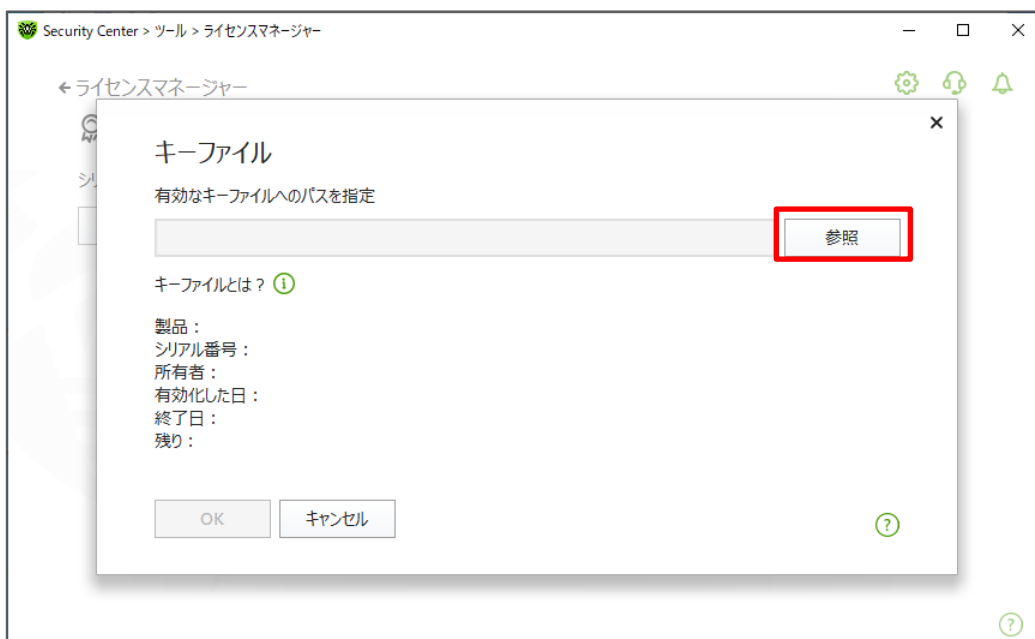 Security Center > ツール > ライセンスマネージャー
ライセンスマネージャー
シリ
×
キーファイル
有効なキーファイルへのパスを指定
参照
キーファイルとは？
製品：
シリアル番号：
所有者：
有効化した日：
終了日：
残り：
OK キャンセル